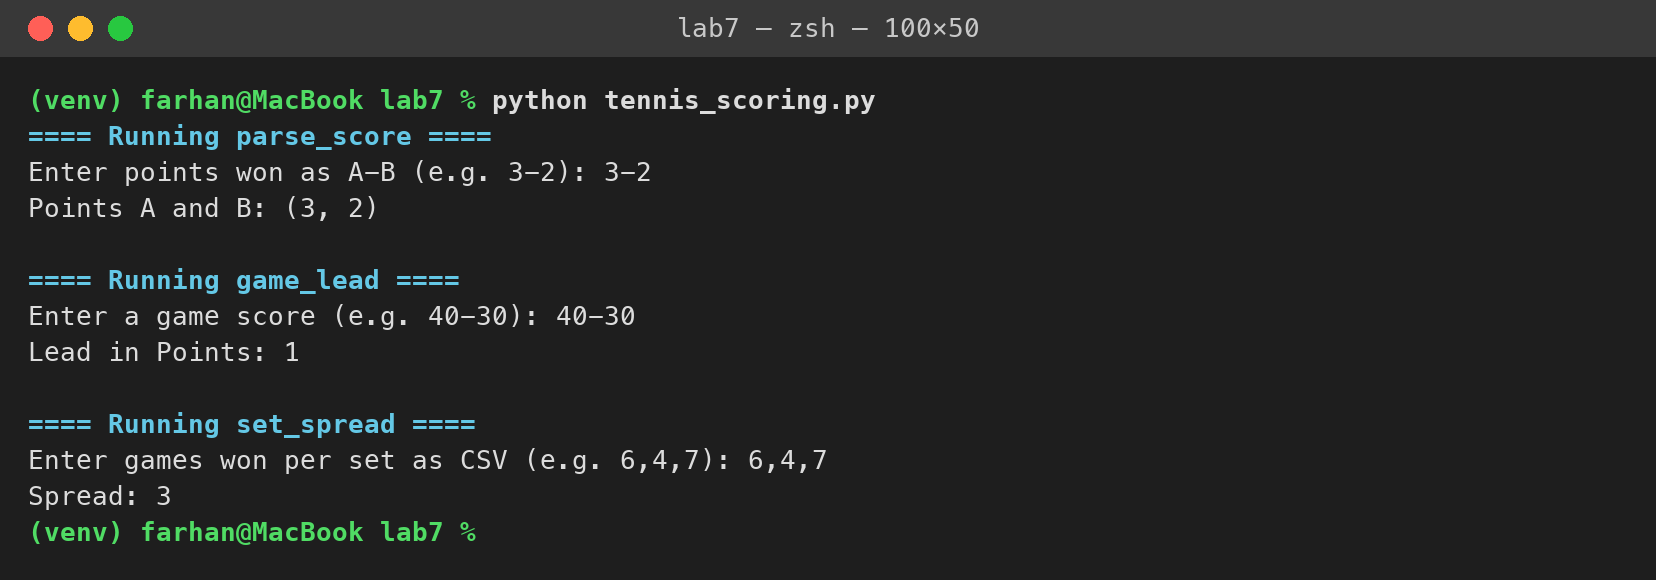 lab7 — zsh — 100×50
(venv) farhan@MacBook lab7 % python tennis_scoring.py
==== Running parse_score ====
Enter points won as A-B (e.g. 3-2): 3-2
Points A and B: (3, 2)
==== Running game_lead ====
Enter a game score (e.g. 40-30): 40-30
Lead in Points: 1
==== Running set_spread ====
Enter games won per set as CSV (e.g. 6,4,7): 6,4,7
Spread: 3
(venv) farhan@MacBook lab7 %